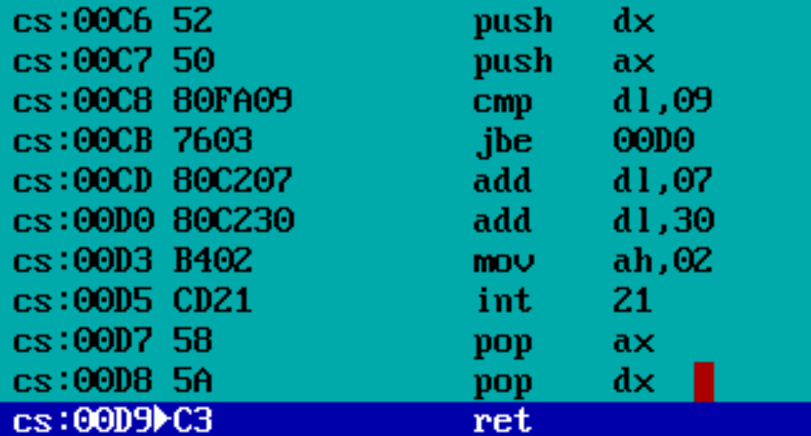 cs:00C6 52 push dx
cs:00C7 50 push ax
cs:00C8 80FA09 cmp dl,09
cs:00CB 7603 jbe 00D0
cs:00CD 80C207 add dl,07
cs:00D0 80C230 add dl,30
cs:00D3 B402 mov ah,02
cs:00D5 CD21 int 21
cs:00D7 58 pop ax
cs:00D8 5A pop dx
cs:00D9►C3 ret